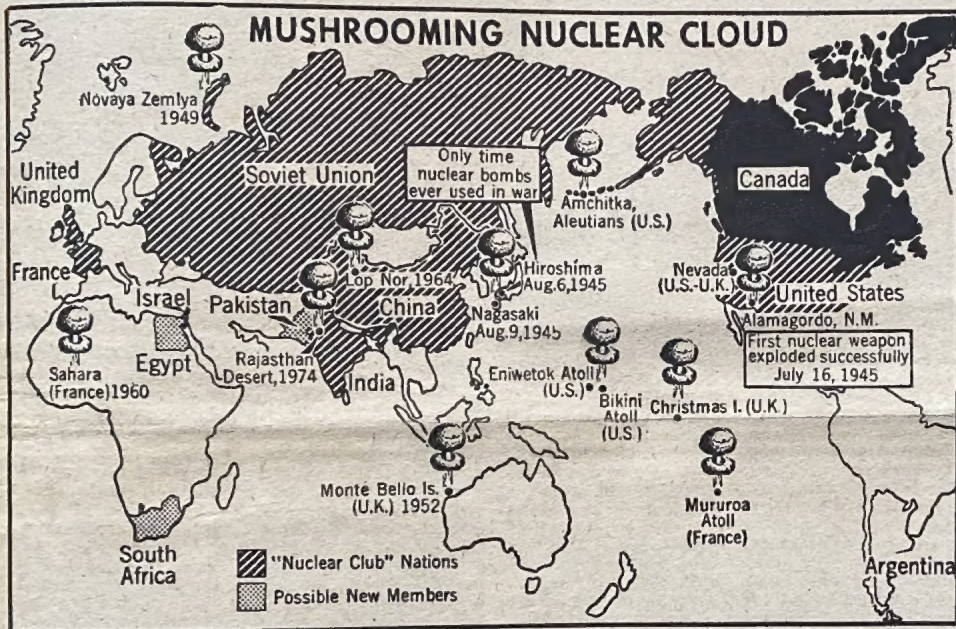 MUSHROOMING NUCLEAR CLOUD
Novaya Zemlya
1949
United
Kingdom
Soviet Union
Only time
nuclear bombs
ever used in war
Amchitka,
Aleutians (U.S.)
Canada
France
Israel
Pakistan
Lop Nor, 1964
China
Hiroshima
Aug. 6, 1945
Nagasaki
Aug. 9, 1945
Nevada
(U.S.-U.K.)
United States
Alamagordo, N.M.
First nuclear weapon
exploded successfully
July 16, 1945
Egypt
Sahara
(France) 1960
Rajasthan
Desert, 1974
India
Eniwetok Atoll
(U.S.)
Bikini
Atoll
(U.S.)
Christmas I. (U.K.)
Monte Bello Is.
(U.K.) 1952
Mururoa
Atoll
(France)
South
Africa
"Nuclear Club" Nations
Possible New Members
Argentina